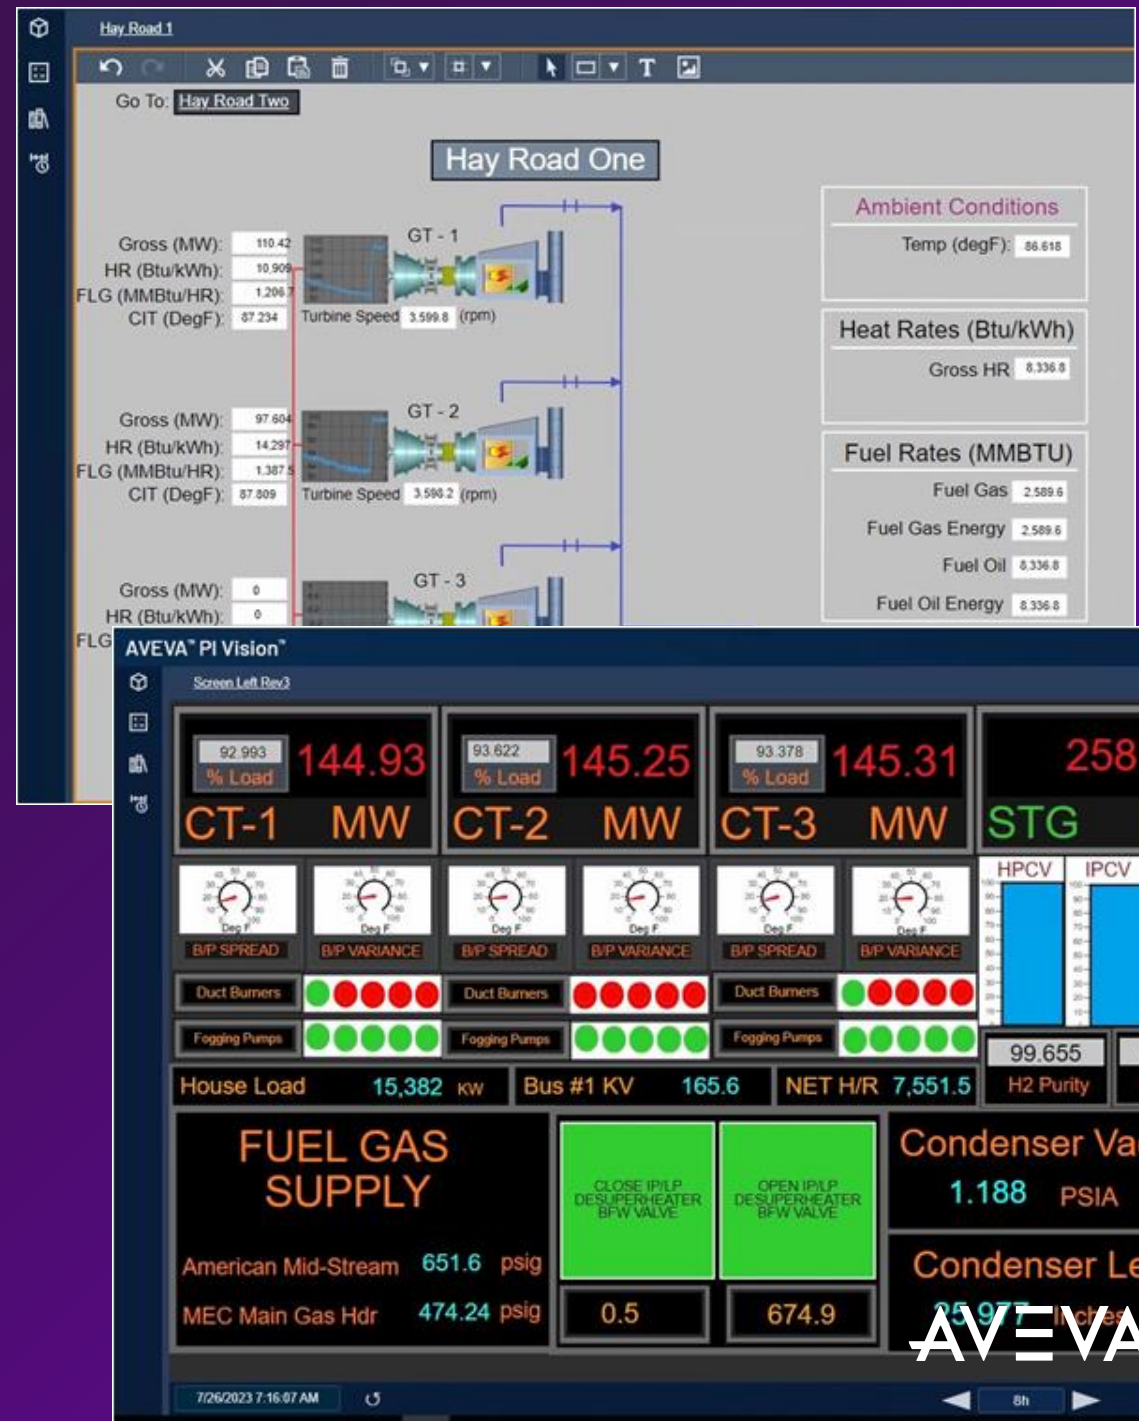 Hay Road 1
T
Go To: Hay Road Two
Hay Road One
GT - 1
Gross (MW): 110.42
HR (Btu/kWh): 10,909
FLG (MMBtu/HR): 1,206.7
CIT (DegF): 87.234
Turbine Speed 3,599.8 (rpm)
GT - 2
Gross (MW): 97.604
HR (Btu/kWh): 14,297
FLG (MMBtu/HR): 1,387.5
CIT (DegF): 87.809
Turbine Speed 3,598.2 (rpm)
GT - 3
Gross (MW): 0
HR (Btu/kWh): 0
FLG
Ambient Conditions
Temp (degF): 86.618
Heat Rates (Btu/kWh)
Gross HR 8,336.8
Fuel Rates (MMBTU)
Fuel Gas 2,589.6
Fuel Gas Energy 2,589.6
Fuel Oil 8,336.8
Fuel Oil Energy 8,336.8
AVEVA™ PI Vision™
Screen Left Rev3
92.993 144.93
% Load
CT-1 MW
93.622 145.25
% Load
CT-2 MW
93.378 145.31
% Load
CT-3 MW
258
STG
HPCV IPCV
Deg F Deg F Deg F Deg F Deg F Deg F
B/P SPREAD B/P VARIANCE B/P SPREAD B/P VARIANCE B/P SPREAD B/P VARIANCE
Duct Burners Duct Burners Duct Burners
Fogging Pumps Fogging Pumps Fogging Pumps
99.655
H2 Purity
House Load 15,382 KW Bus #1 KV 165.6 NET H/R 7,551.5
FUEL GAS
SUPPLY
American Mid-Stream 651.6 psig
MEC Main Gas Hdr 474.24 psig
CLOSE IP/LP
DESUPERHEATER
BFW VALVE
OPEN IP/LP
DESUPERHEATER
BFW VALVE
0.5 674.9
Condenser Va
1.188 PSIA
Condenser Le
AVEVA
7/26/2023 7:16:07 AM
8h